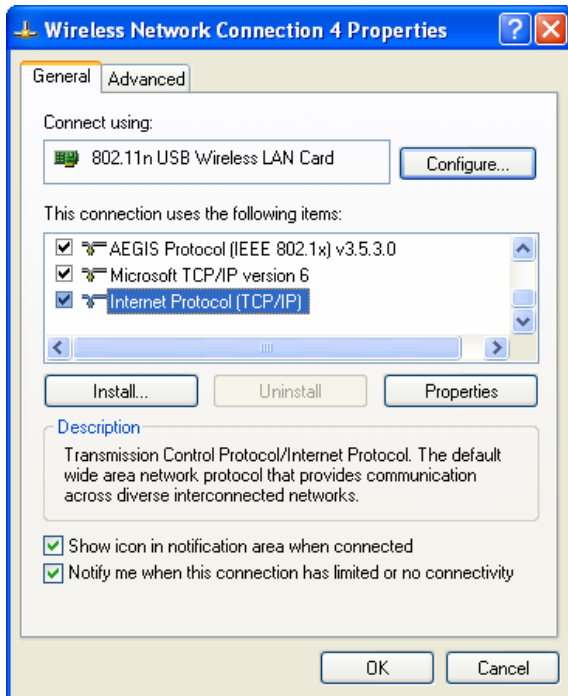 Wireless Network Connection 4 Properties
General Advanced
Connect using:
802.11n USB Wireless LAN Card
Configure...
This connection uses the following items:
AEGIS Protocol (IEEE 802.1x) v3.5.3.0
Microsoft TCP/IP version 6
Internet Protocol (TCP/IP)
Install... Uninstall Properties
Description
Transmission Control Protocol/Internet Protocol. The default
wide area network protocol that provides communication
across diverse interconnected networks.
Show icon in notification area when connected
Notify me when this connection has limited or no connectivity
OK Cancel